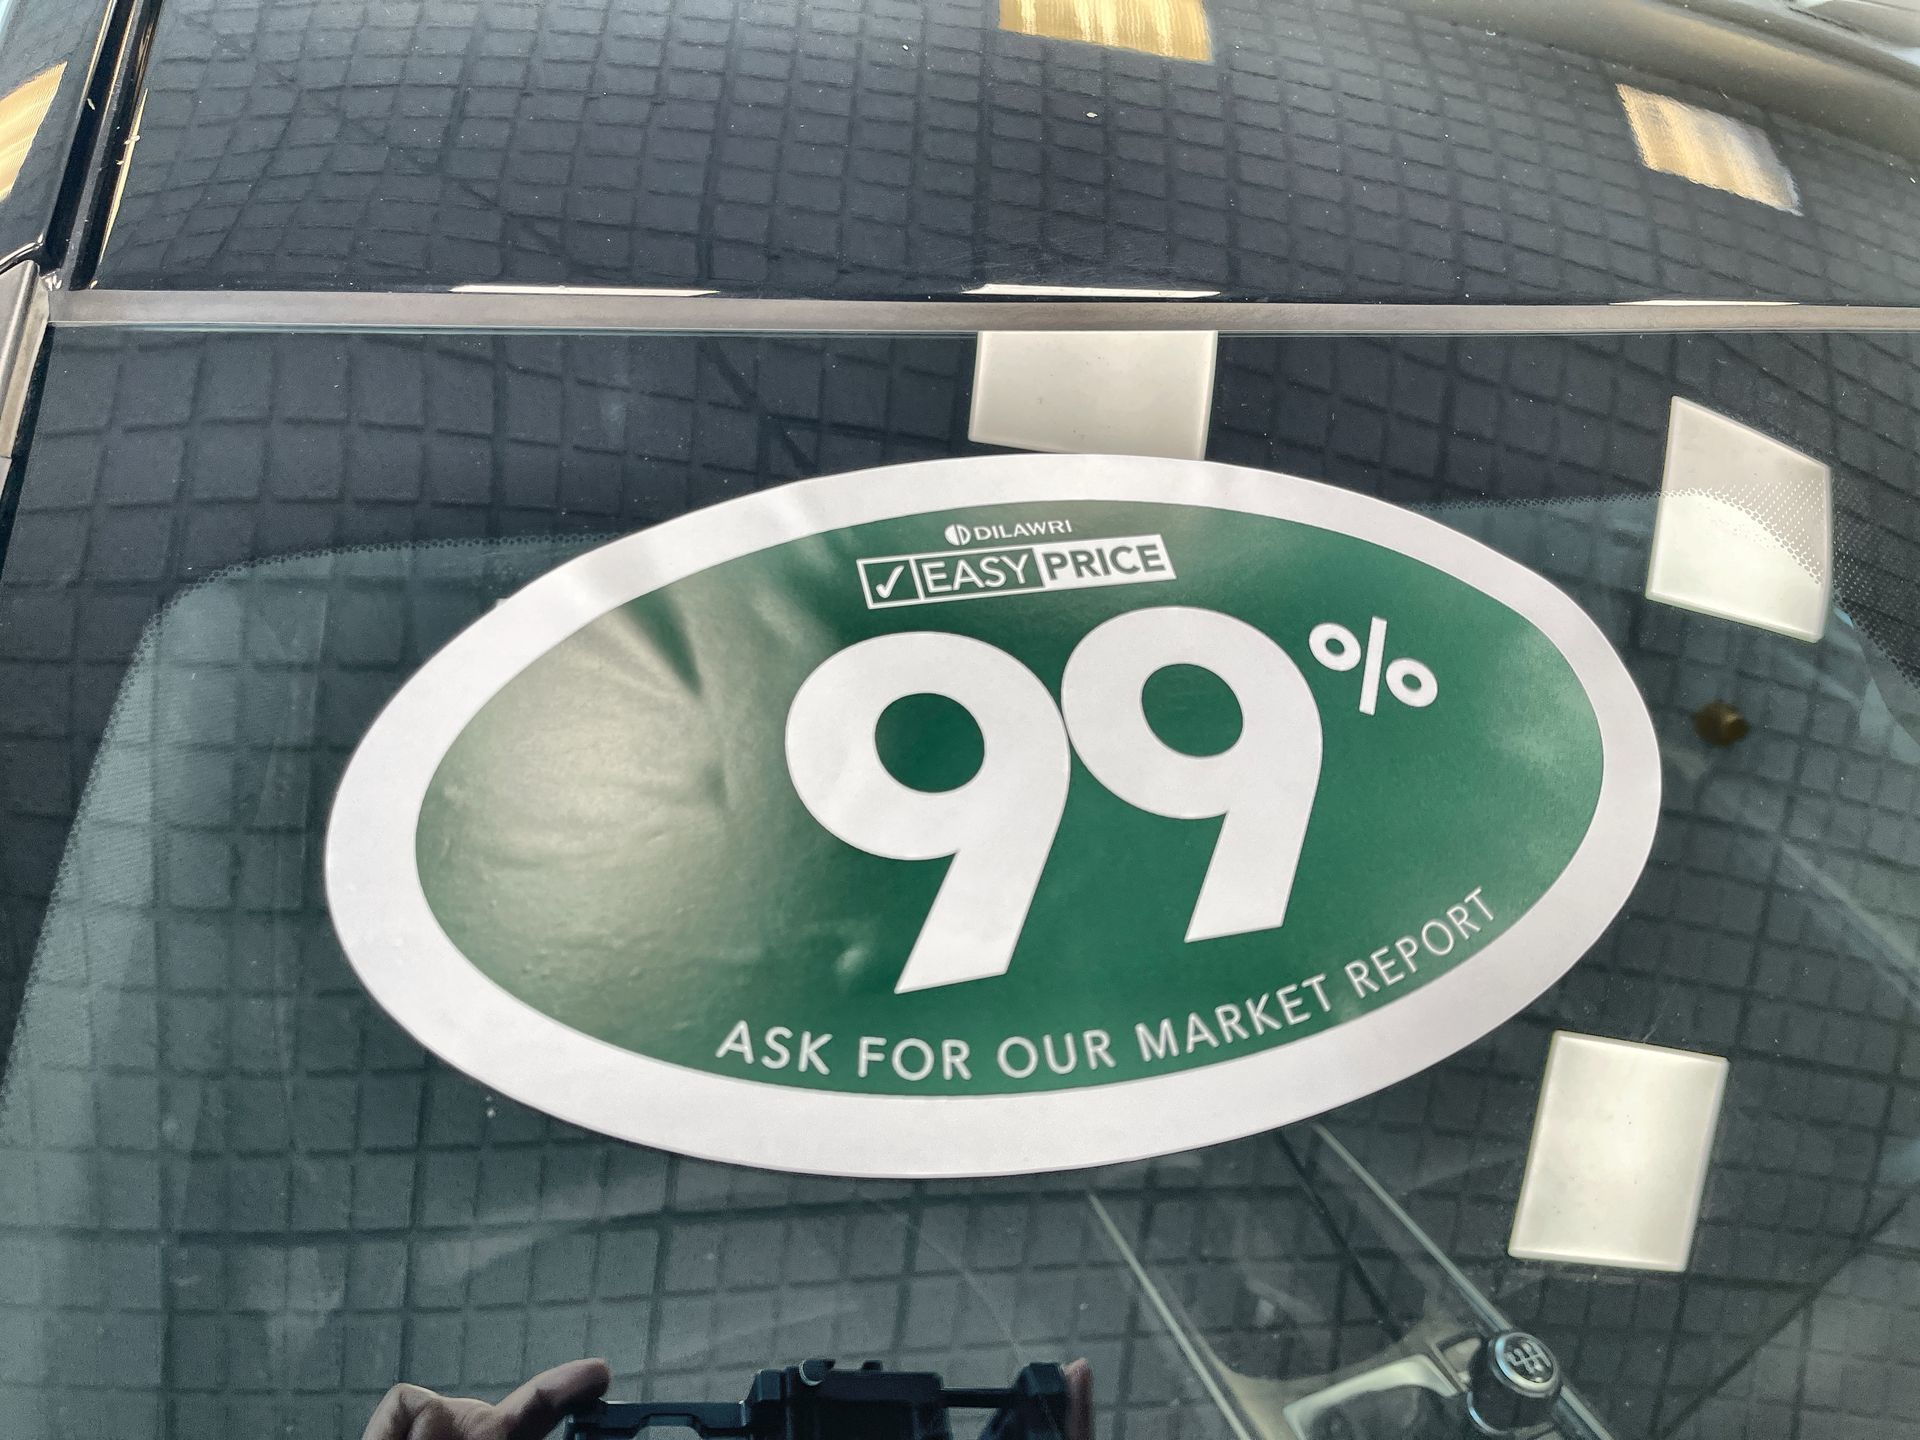 DILAWRI
EASY PRICE
99%
ASK FOR OUR MARKET REPORT